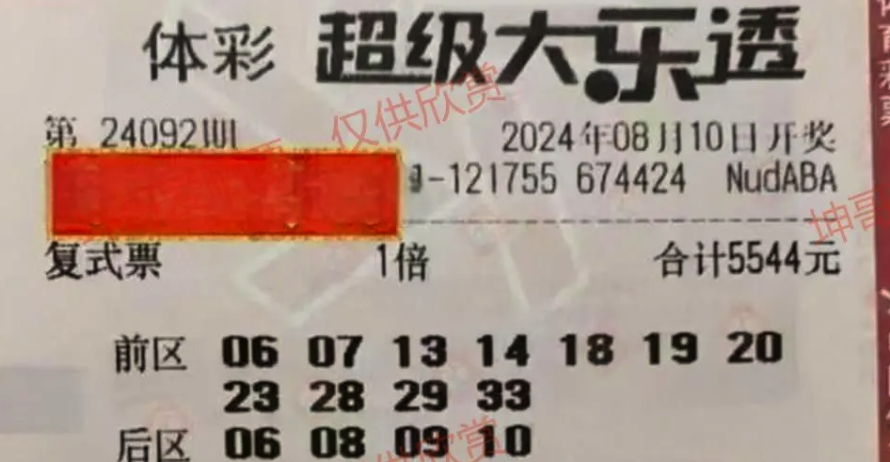 体彩 超级大乐透
第 24092期 2024年08月10日开奖
-121755 674424 NudABA
复式票 1倍 合计5544元
前区 06 07 13 14 18 19 20
23 28 29 33
后区 06 08 09 10
仅供欣赏
坤哥